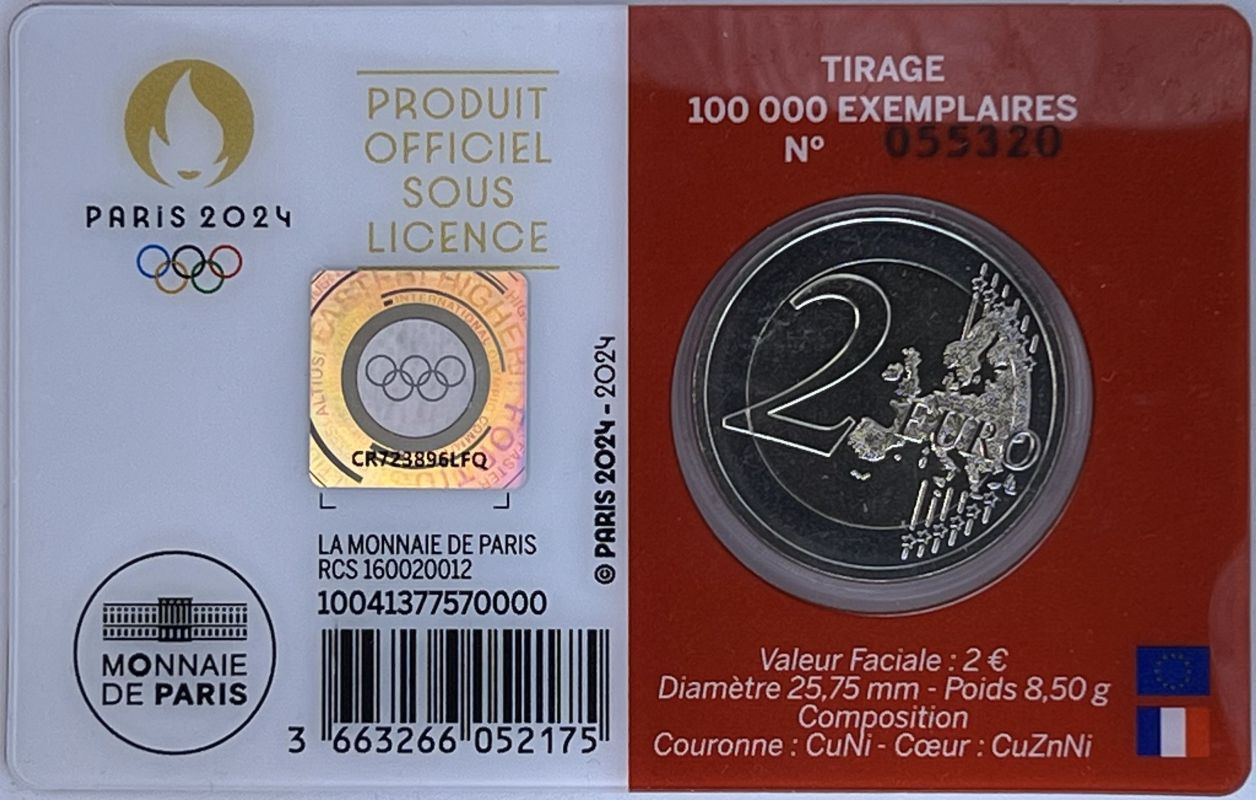 PARIS 2024
PRODUIT
OFFICIEL
SOUS
LICENCE
CR723896LFQ
© PARIS 2024 - 2024
LA MONNAIE DE PARIS
RCS 160020012
10041377570000
3 663266 052175
MONNAIE
DE PARIS
TIRAGE
100 000 EXEMPLAIRES
N° 055320
2
EURO
Valeur Faciale : 2 €
Diamètre 25,75 mm - Poids 8,50 g
Composition
Couronne : CuNi - Cœur : CuZnNi